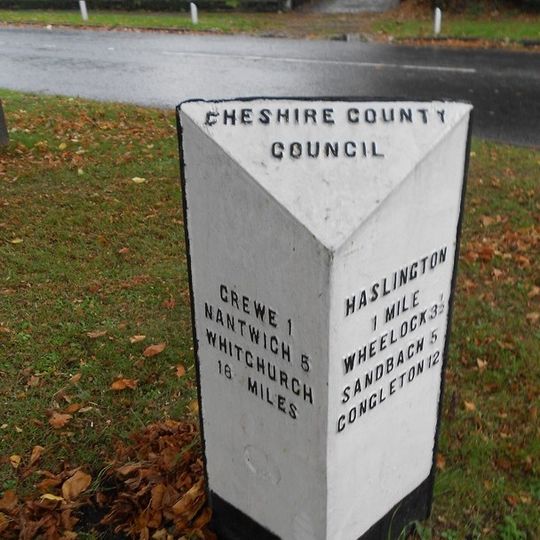 CHESHIRE COUNTY
COUNCIL
CREWE 1
NANTWICH 5
WHITCHURCH
16 MILES
HASLINGTON
1 MILE
WHEELOCK 3½
SANDBACH 5
CONGLETON 12